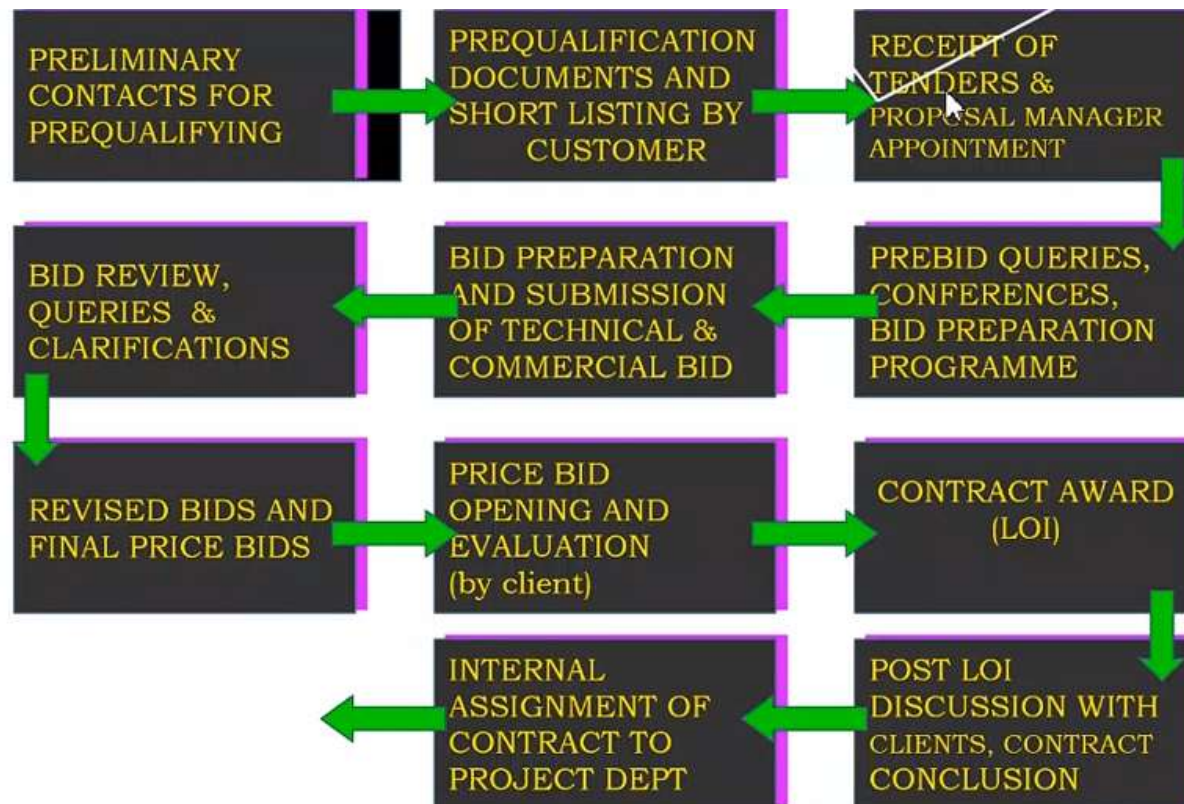 PRELIMINARY
CONTACTS FOR
PREQUALIFYING
PREQUALIFICATION
DOCUMENTS AND
SHORT LISTING BY
CUSTOMER
RECEIPT OF
TENDERS &
PROPOSAL MANAGER
APPOINTMENT
PREBID QUERIES,
CONFERENCES,
BID PREPARATION
PROGRAMME
BID PREPARATION
AND SUBMISSION
OF TECHNICAL &
COMMERCIAL BID
BID REVIEW,
QUERIES &
CLARIFICATIONS
REVISED BIDS AND
FINAL PRICE BIDS
PRICE BID
OPENING AND
EVALUATION
(by client)
CONTRACT AWARD
(LOI)
POST LOI
DISCUSSION WITH
CLIENTS, CONTRACT
CONCLUSION
INTERNAL
ASSIGNMENT OF
CONTRACT TO
PROJECT DEPT